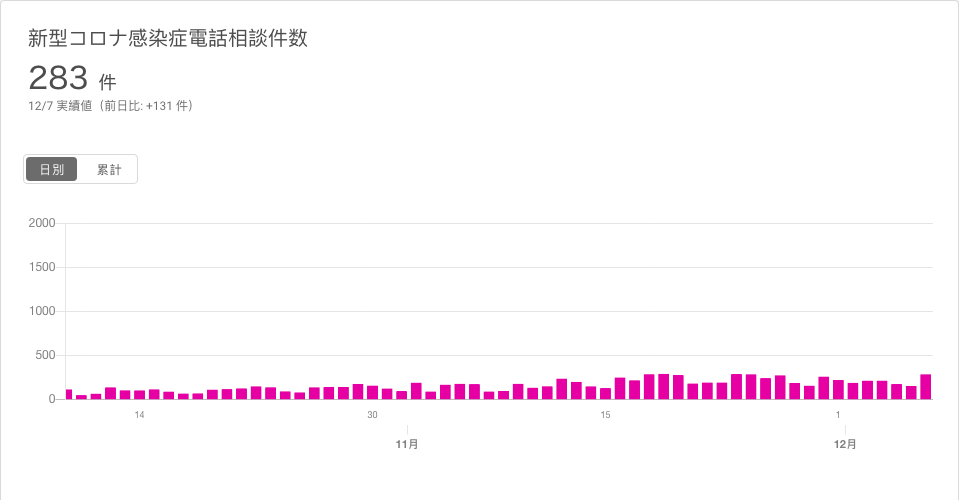 新型コロナ感染症電話相談件数
283 件
12/7 実績値（前日比: +131 件）
日別 累計
2000
1500
1000
500
0
14 30 15 1
11月 12月